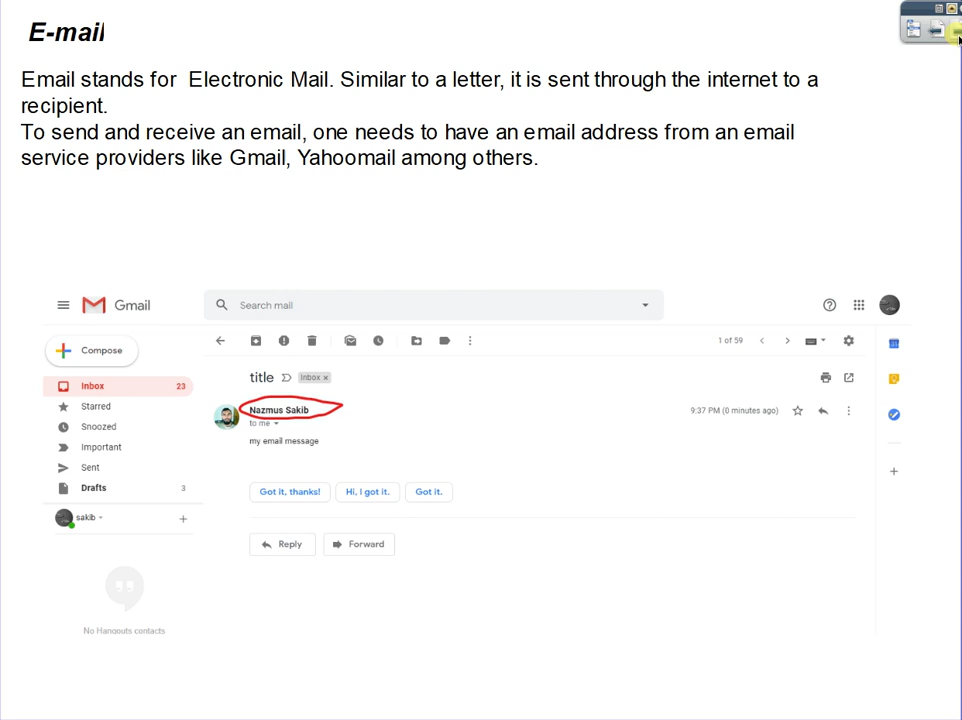 E-mail
Email stands for  Electronic Mail. Similar to a letter, it is sent through the internet to a
recipient.
To send and receive an email, one needs to have an email address from an email
service providers like Gmail, Yahoomail among others.
Gmail
Search mail
Compose
1 of 59
Inbox 23
title Inbox x
Starred
Nazmus Sakib
9:37 PM (0 minutes ago)
to me
Snoozed
my email message
Important
Sent
Drafts 3
Got it, thanks! Hi, I got it. Got it.
sakib
Reply Forward
No Hangouts contacts